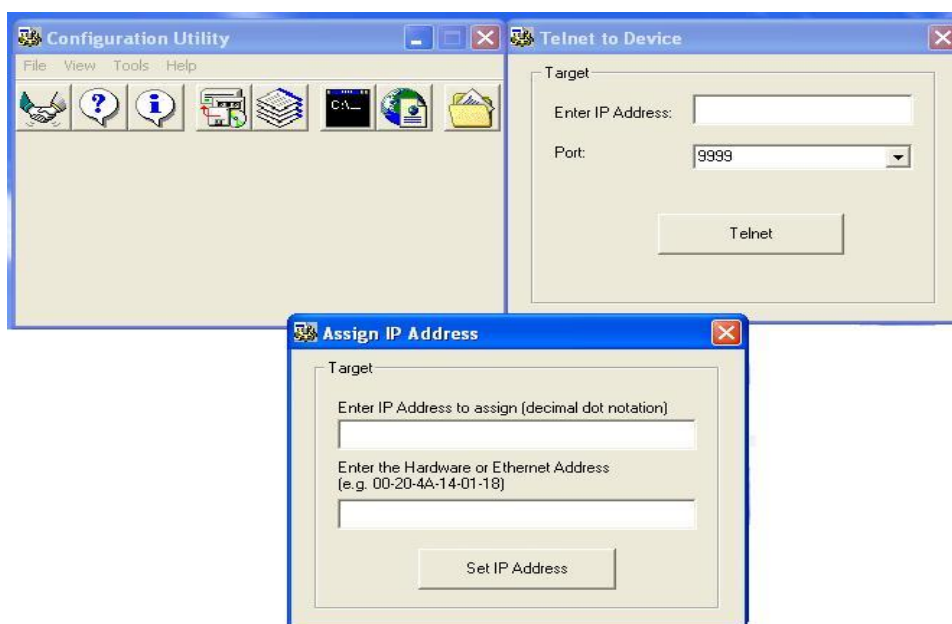 Configuration Utility
File View Tools Help
C:\_
Telnet to Device
Target
Enter IP Address:
Port: 9999
Telnet
Assign IP Address
Target
Enter IP Address to assign (decimal dot notation)
Enter the Hardware or Ethernet Address
(e.g. 00-20-4A-14-01-18)
Set IP Address